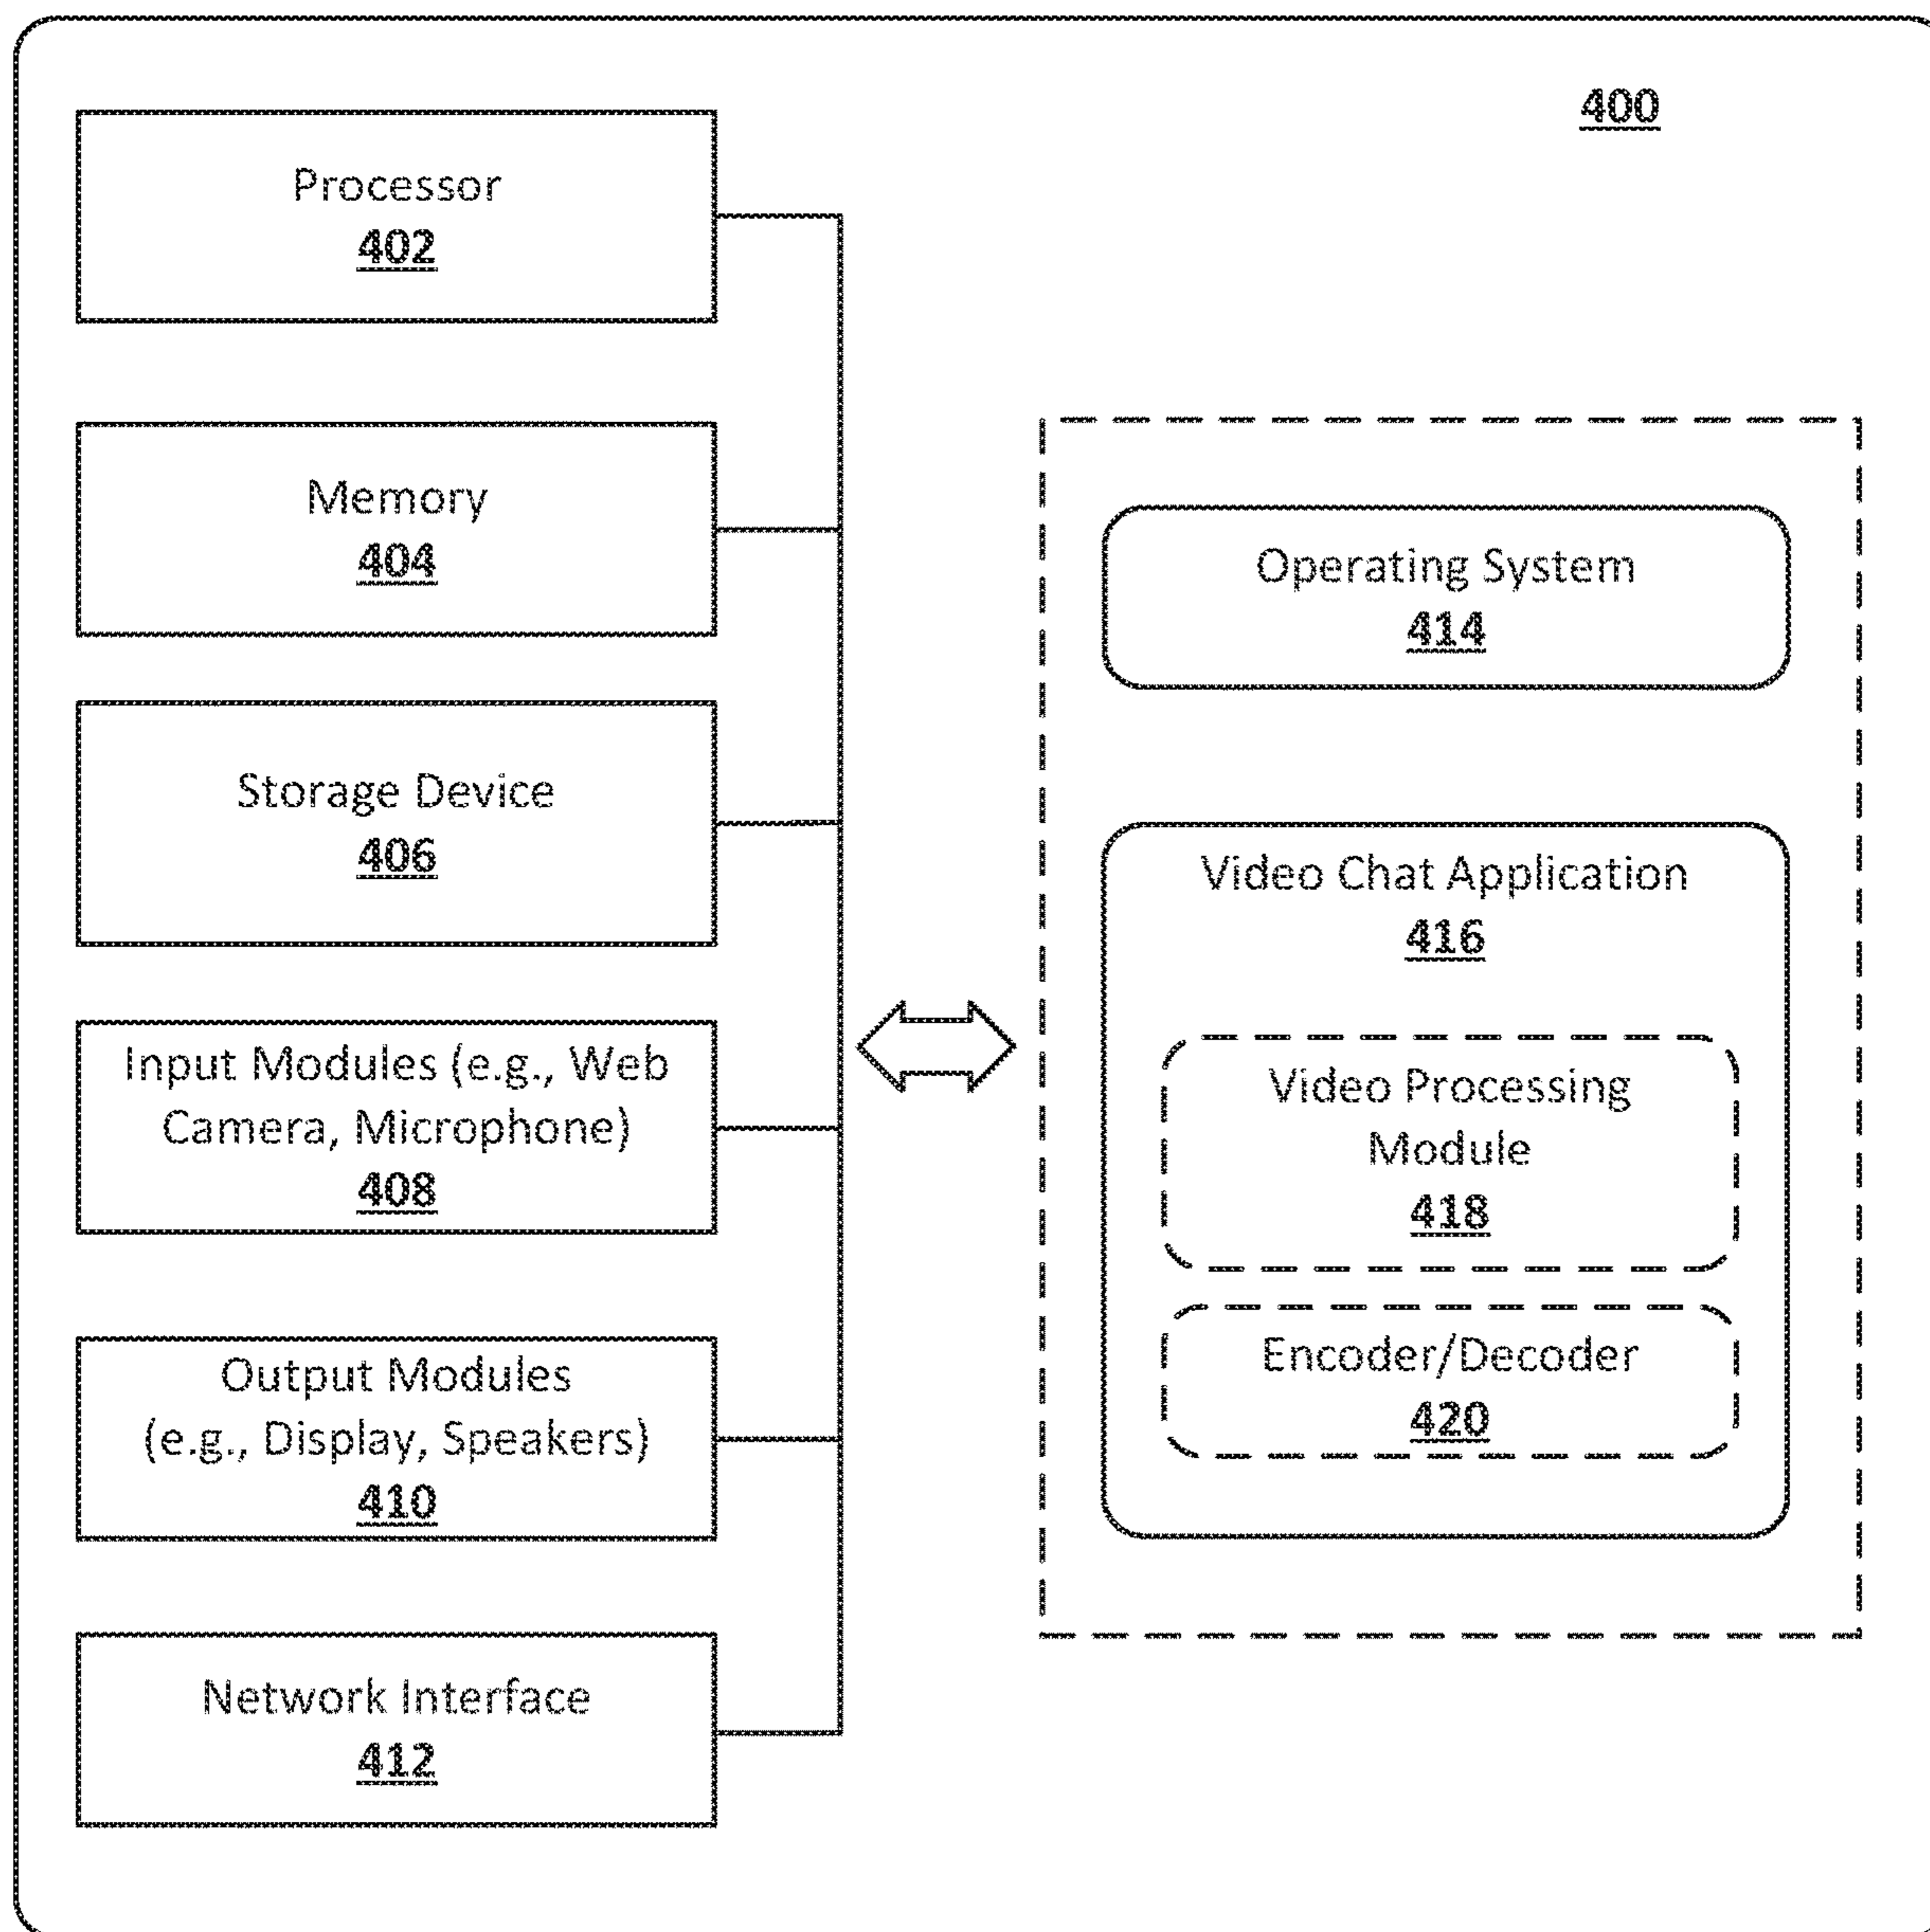 400
Processor
402
Memory
404
Storage Device
406
Input Modules (e.g., Web
Camera, Microphone)
408
Output Modules
(e.g., Display, Speakers)
410
Network Interface
412
Operating System
414
Video Chat Application
416
Video Processing
Module
418
Encoder/Decoder
420